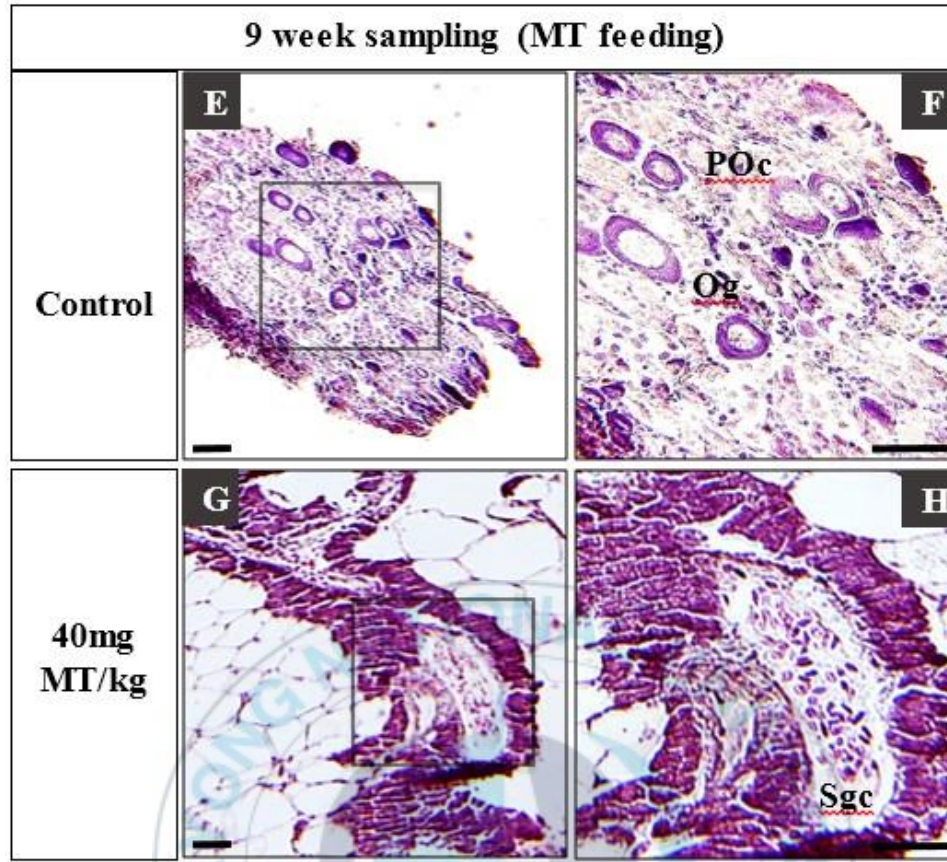 9 week sampling (MT feeding)
E
F
POc
Og
Control
G
H
40mg
MT/kg
Sgc